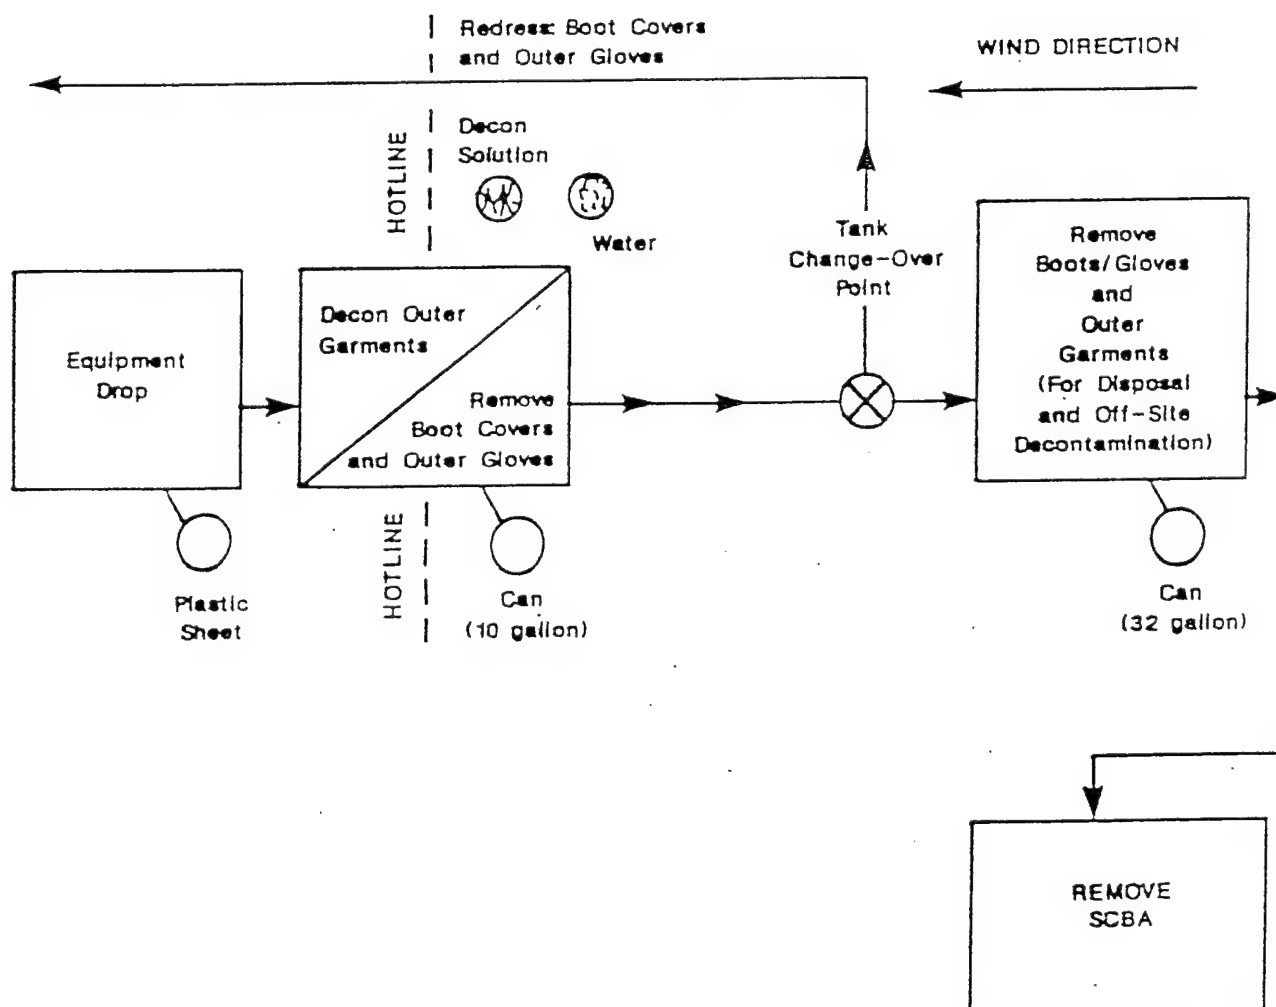 Redress: Boot Covers
and Outer Gloves
WIND DIRECTION
HOTLINE
Decon
Solution
Water
Tank
Change-Over
Point
Remove
Boots/Gloves
and
Outer
Garments
(For Disposal
and Off-Site
Decontamination)
Equipment
Drop
Decon Outer
Garments
Remove
Boot Covers
and Outer Gloves
HOTLINE
Plastic
Sheet
Can
(10 gallon)
Can
(32 gallon)
REMOVE
SCBA